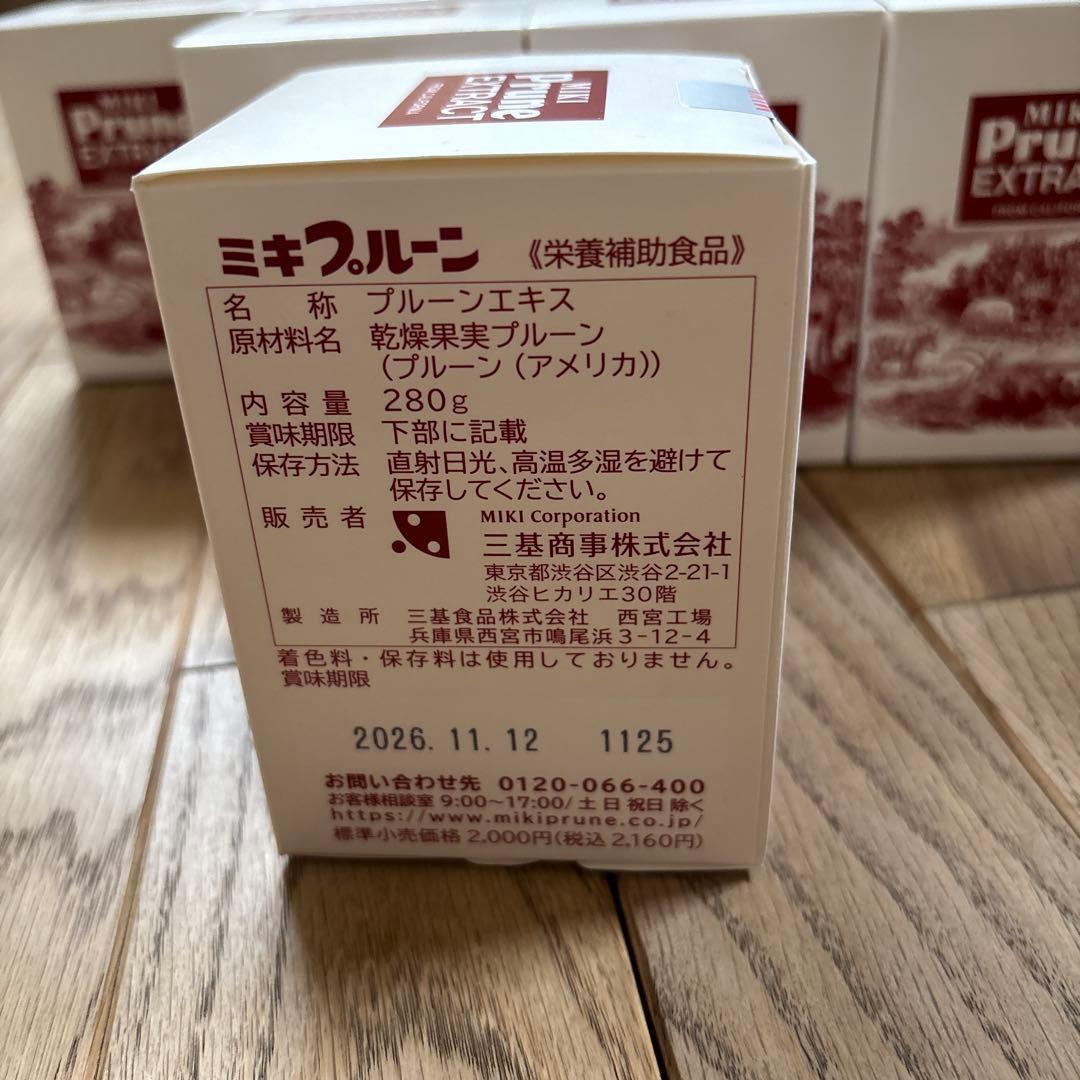 MIKI
Prune
EXTRACT
FROM CALIFORNIA
MIKI
Prune
EXTRA
MIK
Pru
EXTRA
FROM CALIFOR
ミキプルーン 《栄養補助食品》
名称 プルーンエキス
原材料名 乾燥果実プルーン
(プルーン(アメリカ))
内容量 280g
賞味期限 下部に記載
保存方法 直射日光、高温多湿を避けて
保存してください。
販売者 MIKI Corporation
三基商事株式会社
東京都渋谷区渋谷2-21-1
渋谷ヒカリエ30階
製造所 三基食品株式会社 西宮工場
兵庫県西宮市鳴尾浜3-12-4
着色料・保存料は使用しておりません。
賞味期限
2026.11.12 1125
お問い合わせ先 0120-066-400
お客様相談室 9:00~17:00/土日祝日除く
https://www.mikiprune.co.jp/
標準小売価格 2,000円(税込 2,160円)